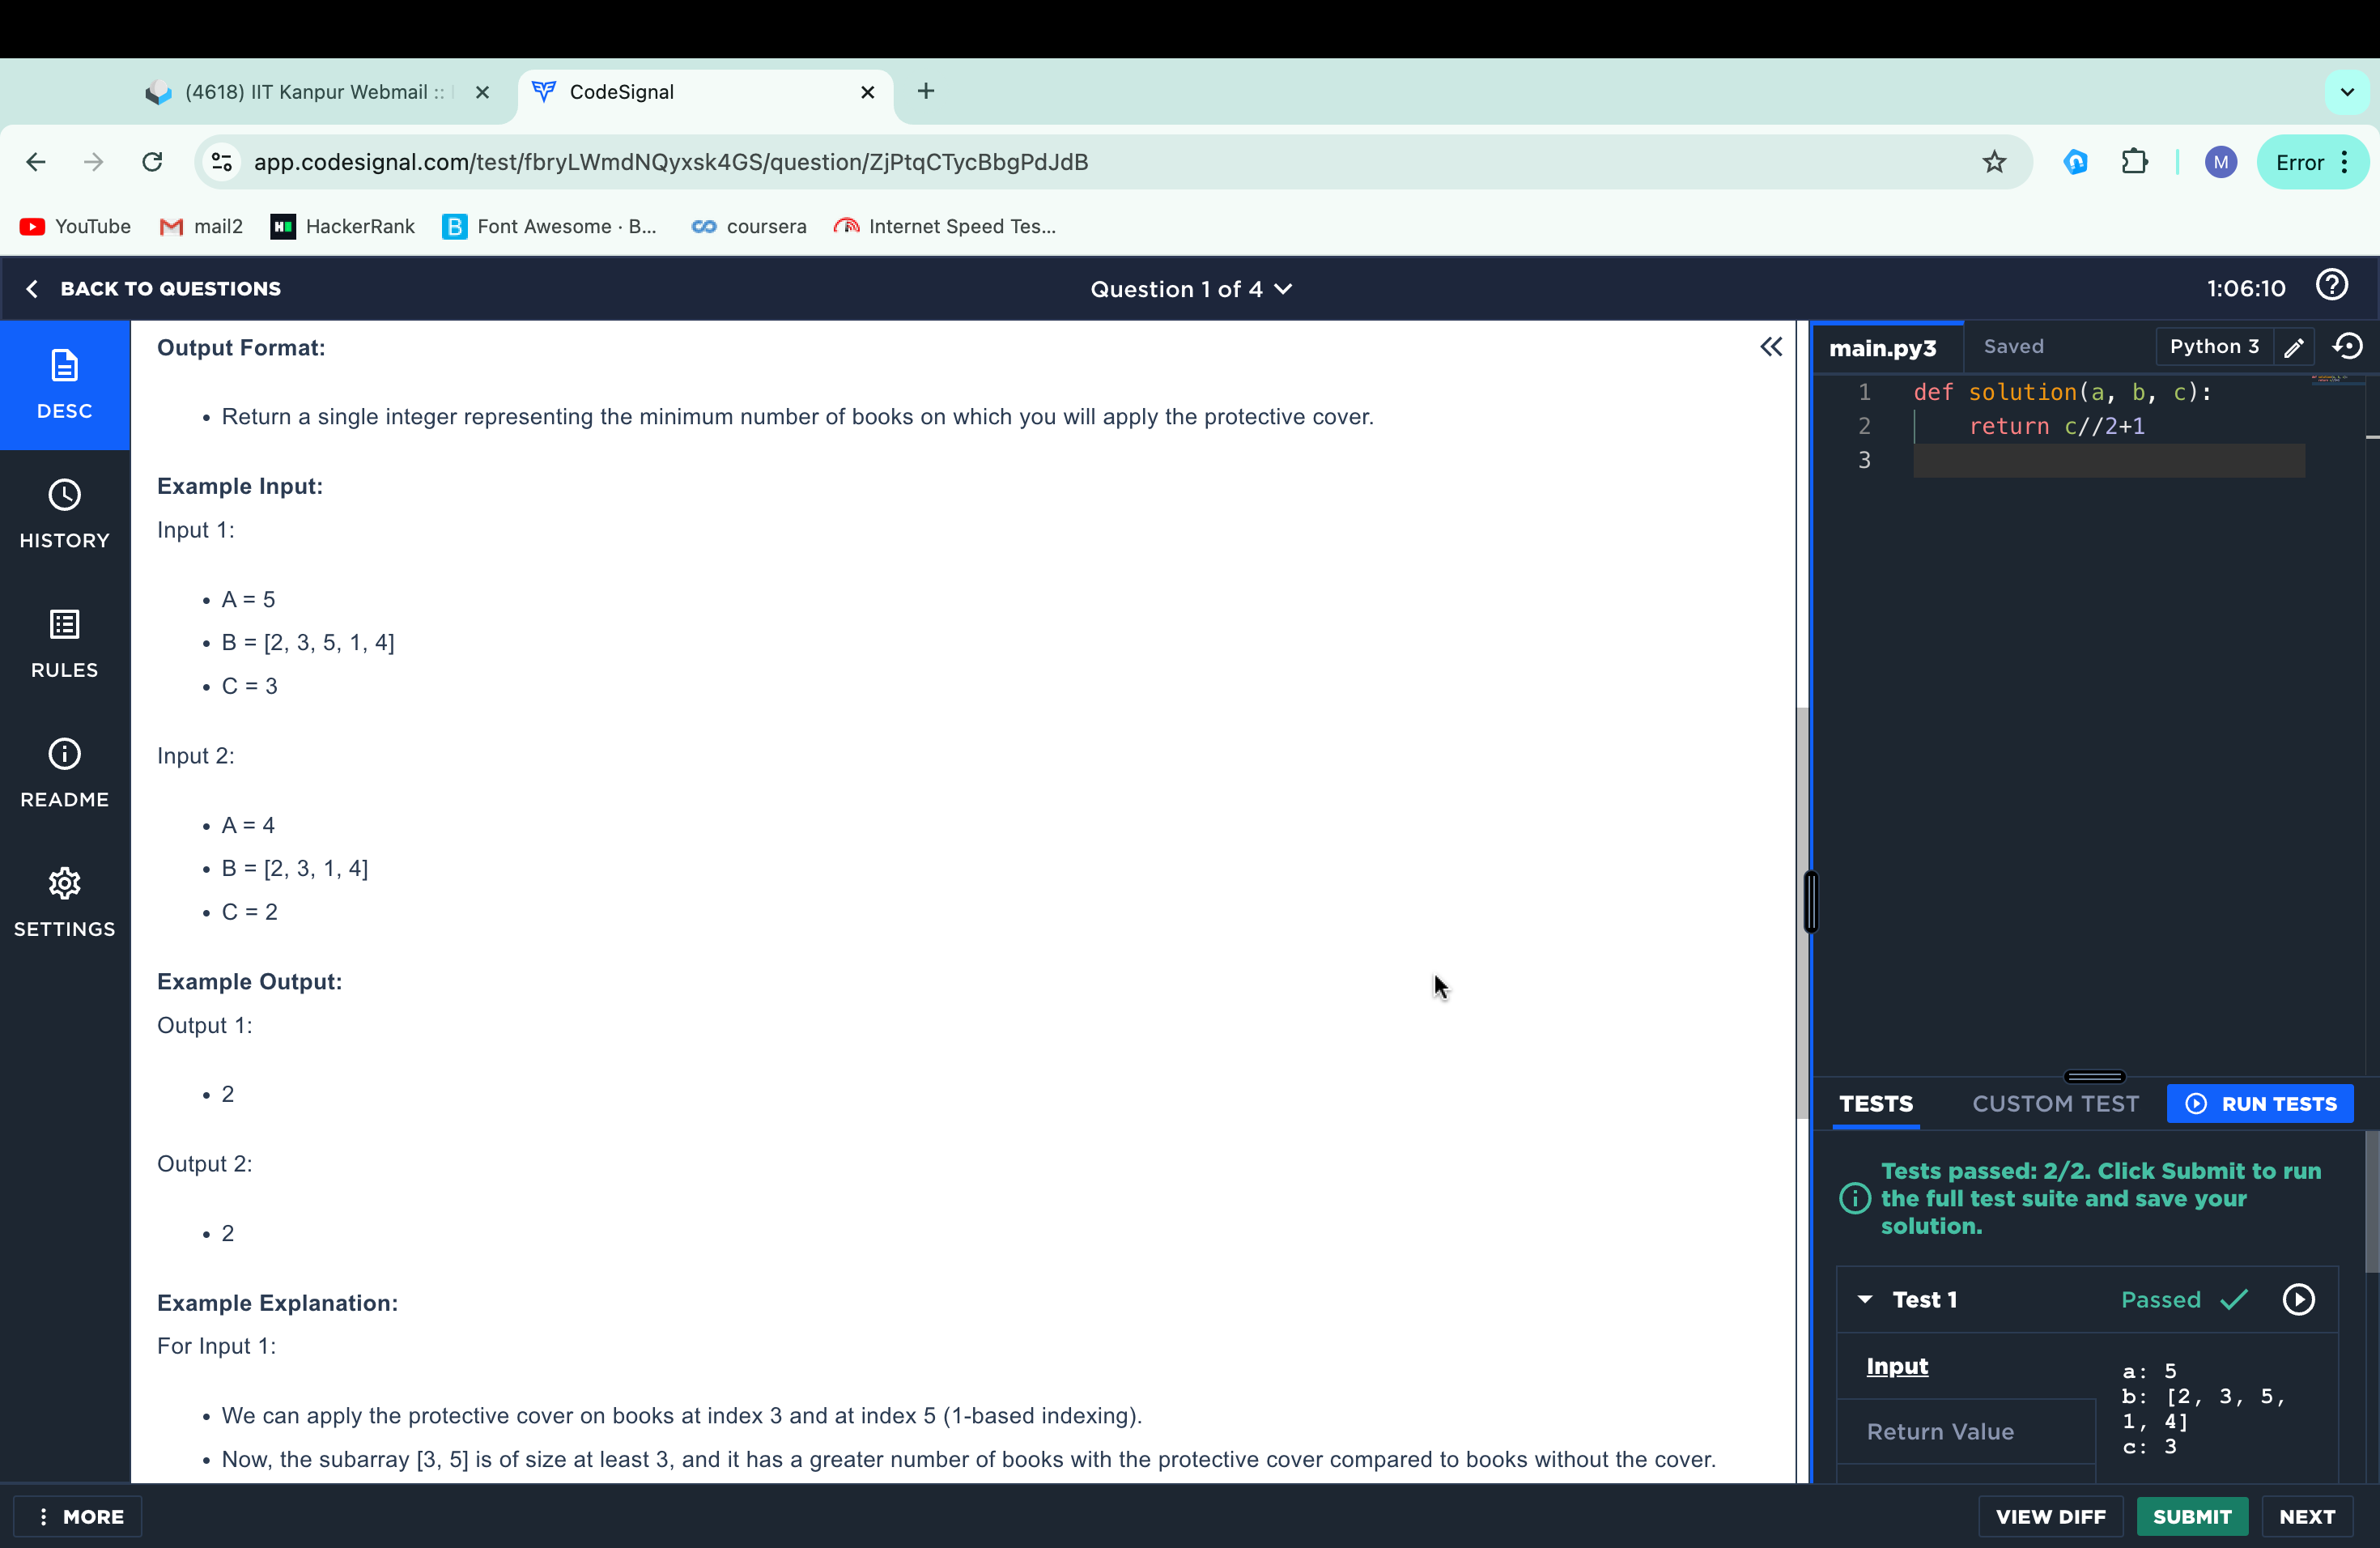 (4618) IIT Kanpur Webmail ::
CodeSignal
app.codesignal.com/test/fbryLWmdNQyxsk4GS/question/ZjPtqCTycBbgPdJdB
M
Error
YouTube
mail2
HackerRank
Font Awesome · B...
coursera
Internet Speed Tes...
BACK TO QUESTIONS
Question 1 of 4
1:06:10
DESC
HISTORY
RULES
README
SETTINGS
Output Format:
• Return a single integer representing the minimum number of books on which you will apply the protective cover.
Example Input:
Input 1:
• A = 5
• B = [2, 3, 5, 1, 4]
• C = 3
Input 2:
• A = 4
• B = [2, 3, 1, 4]
• C = 2
Example Output:
Output 1:
• 2
Output 2:
• 2
Example Explanation:
For Input 1:
• We can apply the protective cover on books at index 3 and at index 5 (1-based indexing).
• Now, the subarray [3, 5] is of size at least 3, and it has a greater number of books with the protective cover compared to books without the cover.
main.py3
Saved
Python 3
1 def solution(a, b, c):
2     return c//2+1
3
TESTS
CUSTOM TEST
RUN TESTS
Tests passed: 2/2. Click Submit to run
the full test suite and save your
solution.
Test 1
Passed
Input
Return Value
a: 5
b: [2, 3, 5,
1, 4]
c: 3
MORE
VIEW DIFF
SUBMIT
NEXT